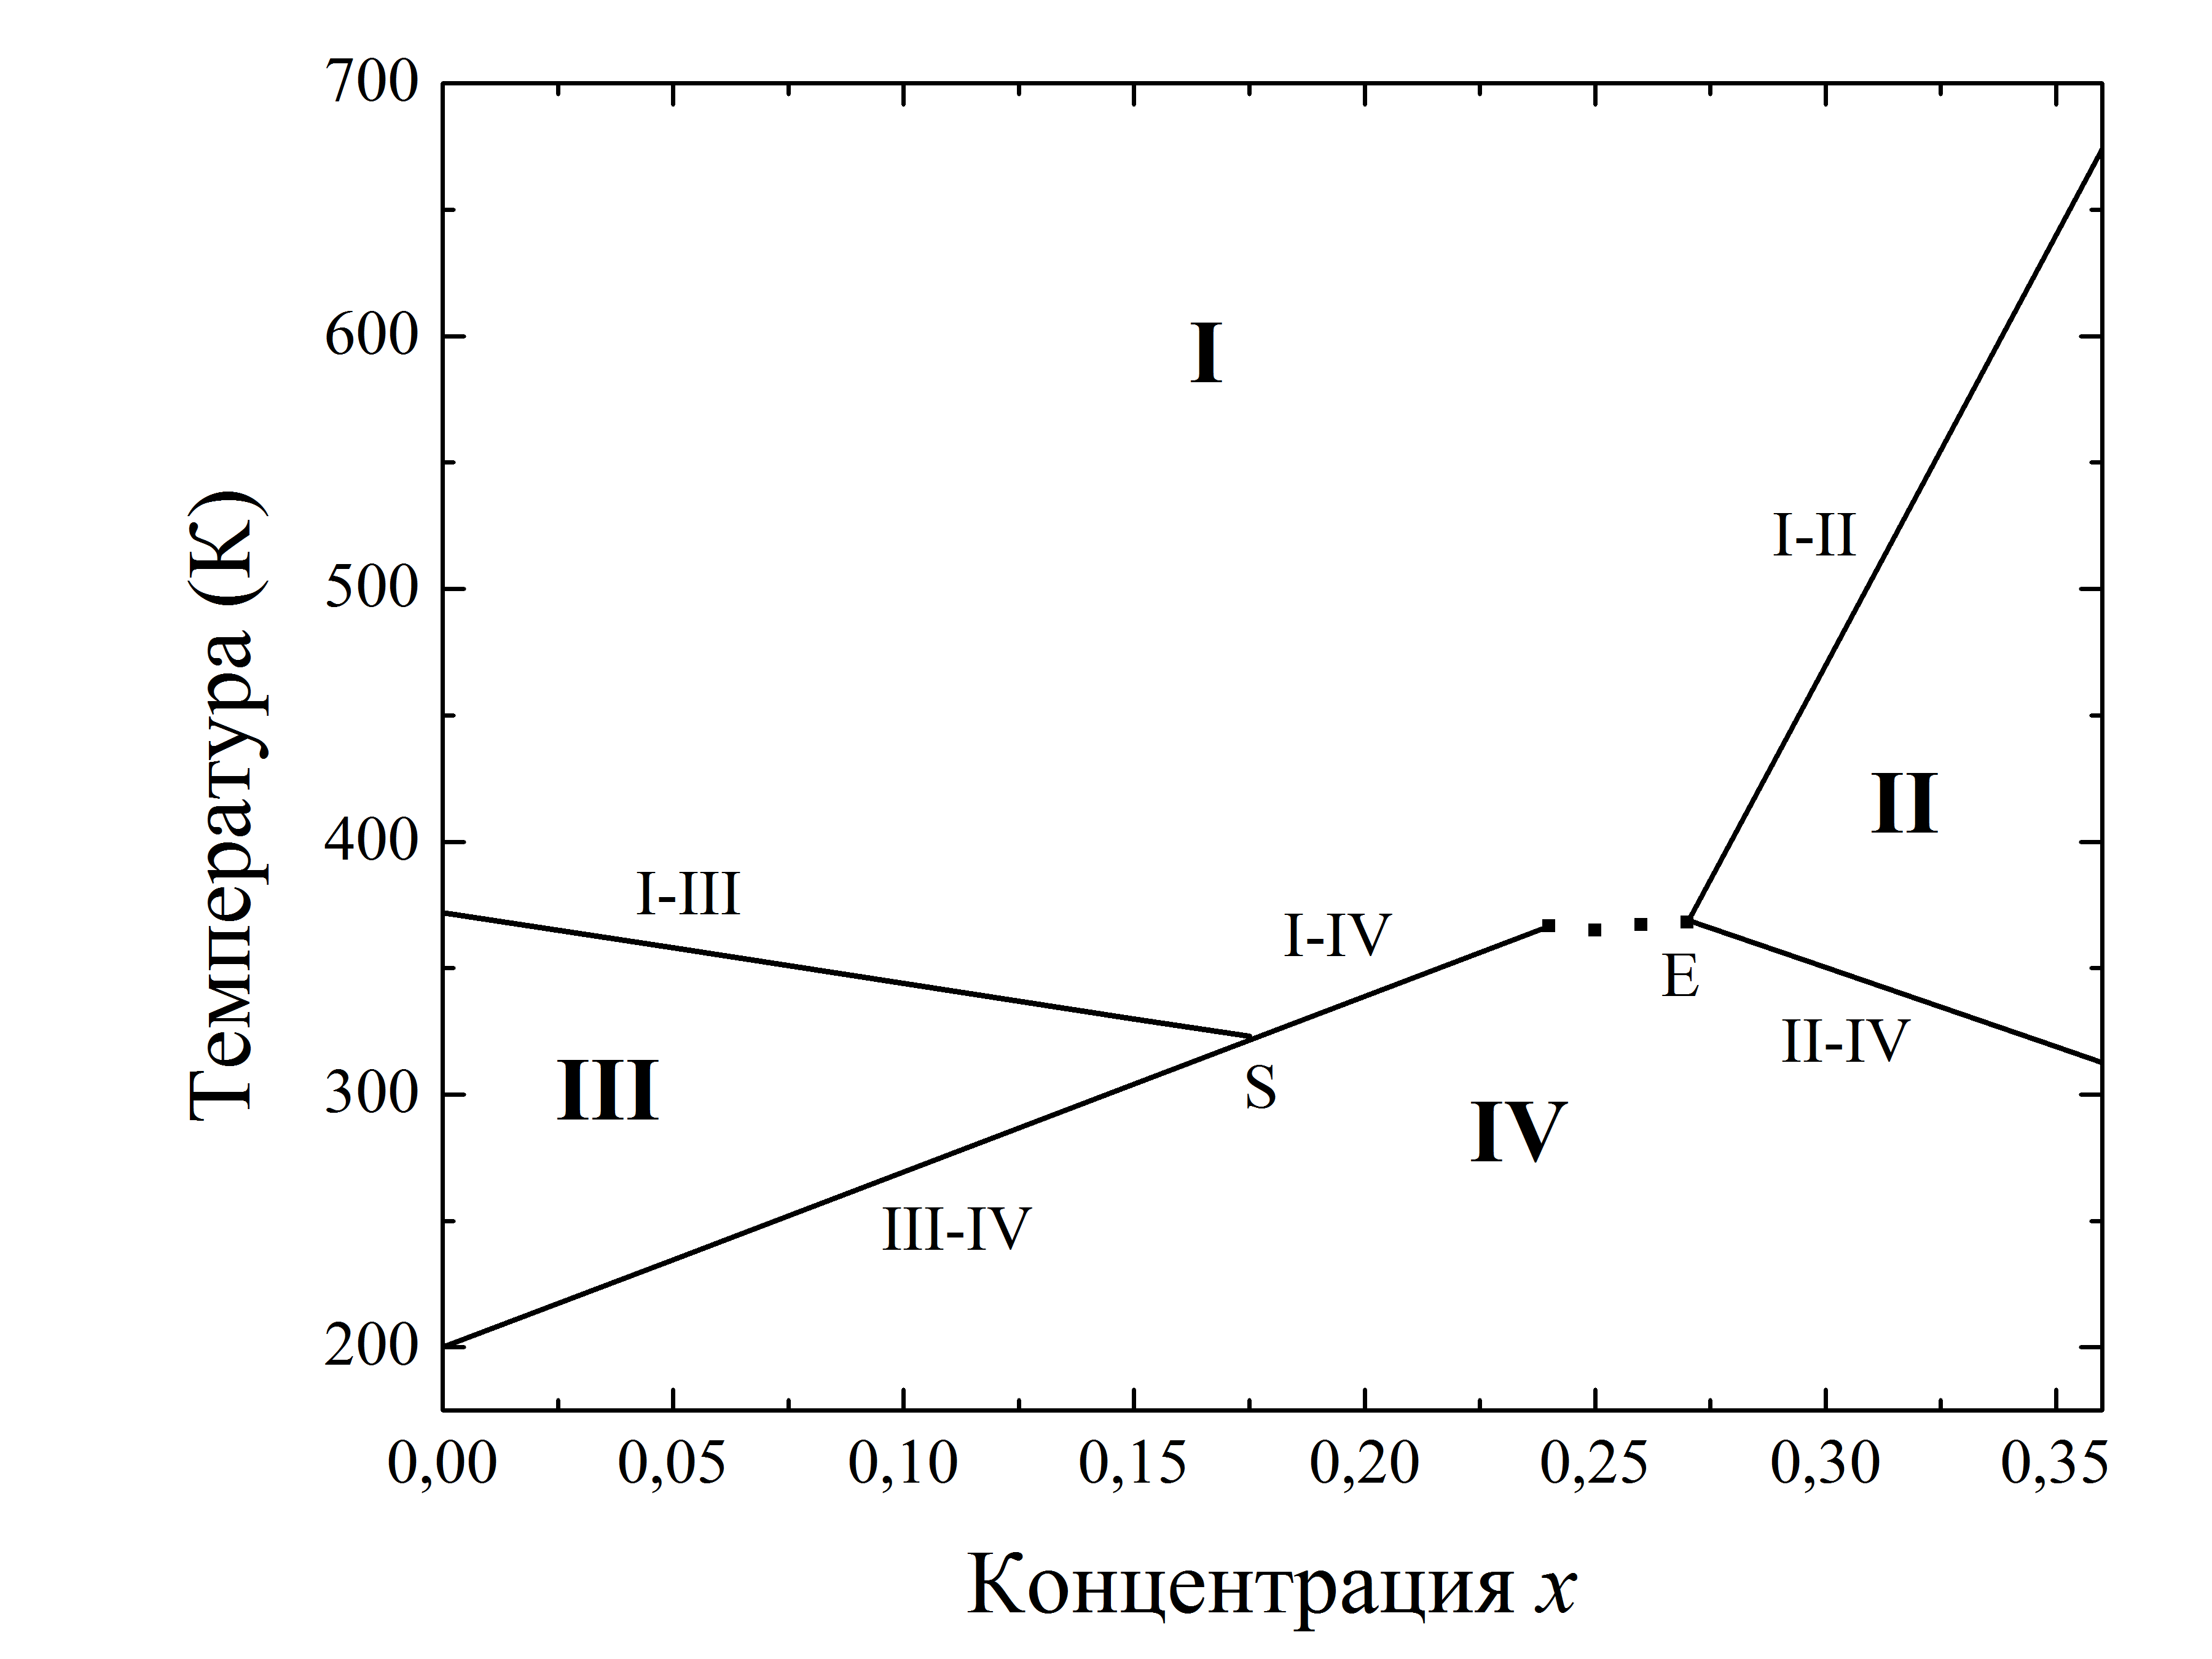 700
600
500
400
300
200
Температура (К)
I
I-II
II
I-III
I-IV
E
II-IV
III
S
IV
III-IV
0,00 0,05 0,10 0,15 0,20 0,25 0,30 0,35
Концентрация x